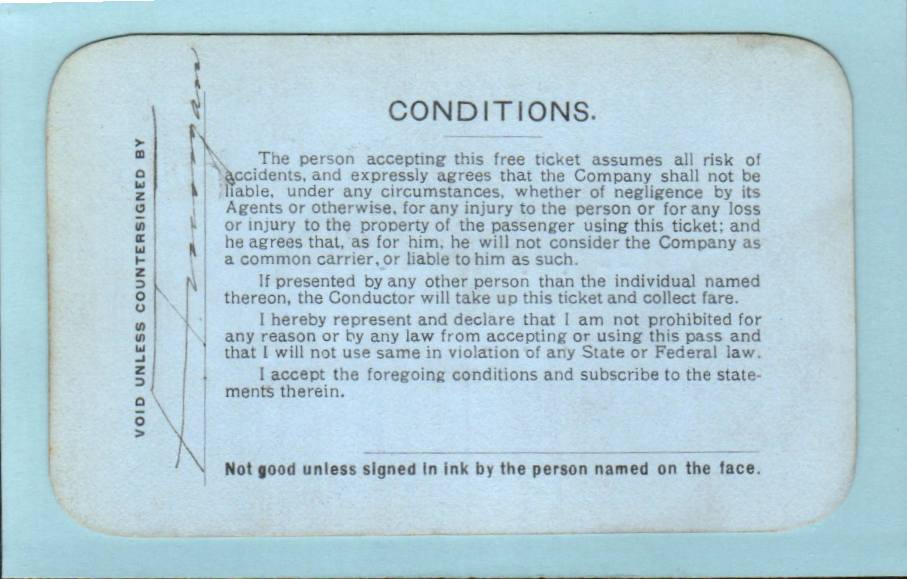 CONDITIONS.
The person accepting this free ticket assumes all risk of
accidents, and expressly agrees that the Company shall not be
liable, under any circumstances, whether of negligence by its
Agents or otherwise, for any injury to the person or for any loss
or injury to the property of the passenger using this ticket; and
he agrees that, as for him, he will not consider the Company as
a common carrier, or liable to him as such.
If presented by any other person than the individual named
thereon, the Conductor will take up this ticket and collect fare.
I hereby represent and declare that I am not prohibited for
any reason or by any law from accepting or using this pass and
that I will not use same in violation of any State or Federal law.
I accept the foregoing conditions and subscribe to the state-
ments therein.
Not good unless signed in ink by the person named on the face.
VOID UNLESS COUNTERSIGNED BY